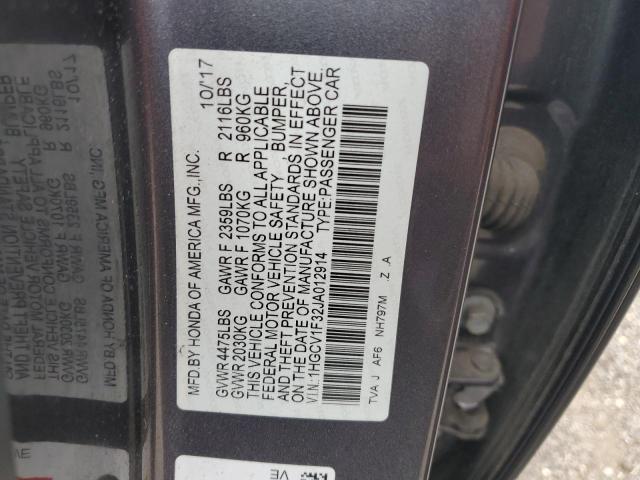 MFD. BY HONDA OF AMERICA MFG., INC. 10/'17
GVWR 4475LBS GAWR F 2359LBS R 2116LBS
GVWR 2030KG GAWR F 1070KG R 960KG
THIS VEHICLE CONFORMS TO ALL APPLICABLE
FEDERAL MOTOR VEHICLE SAFETY , BUMPER,
AND THEFT PREVENTION STANDARDS IN EFFECT
ON THE DATE OF MANUFACTURE SHOWN ABOVE.
V.I.N.:1HGCV1F32JA012914 TYPE:PASSENGER CAR
TVA J AF6 NH797M .Z .A
VE